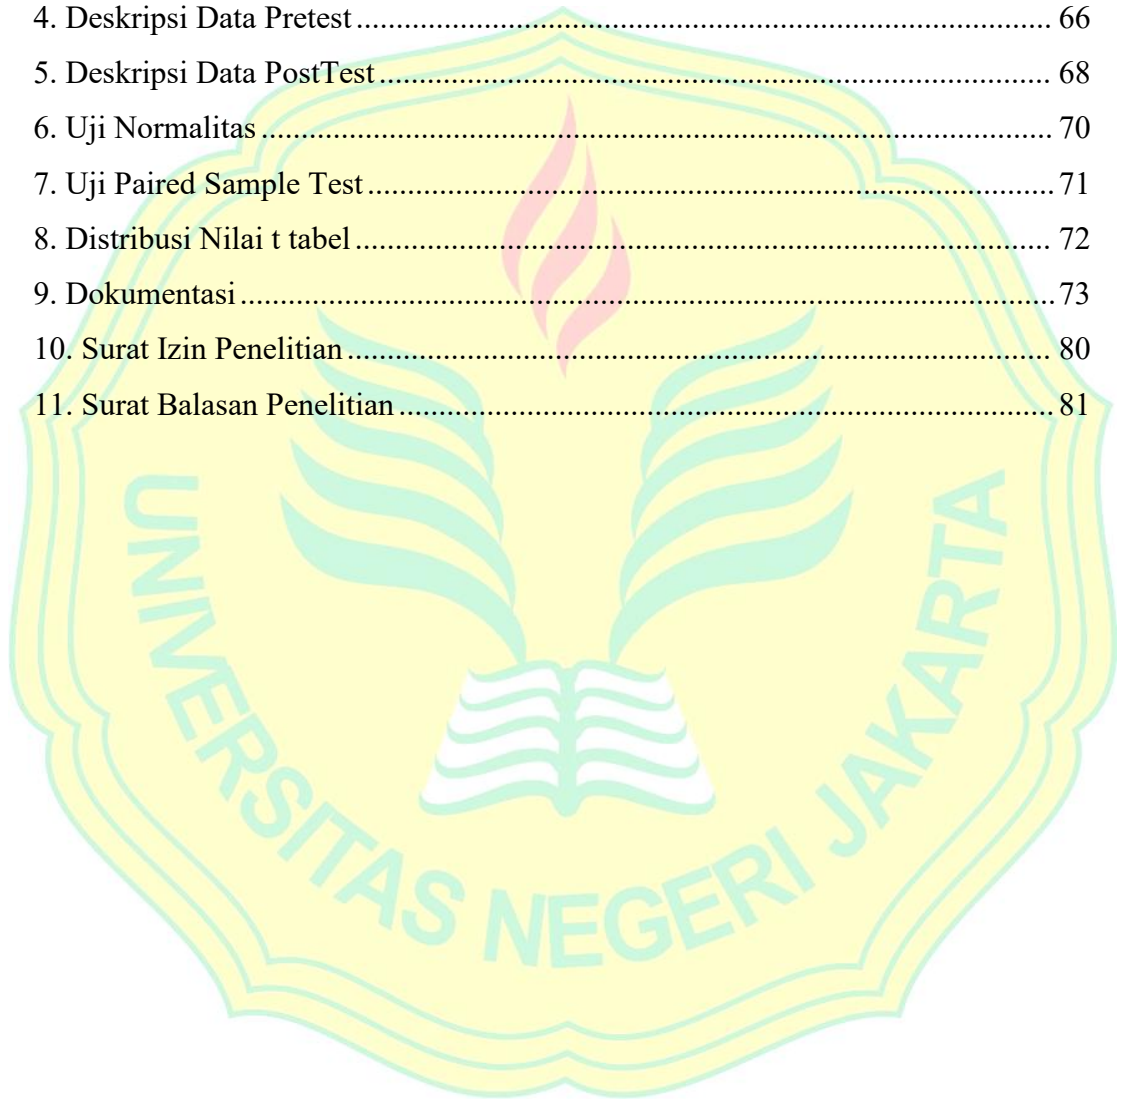 4. Deskripsi Data Pretest ........................................................................................ 66
5. Deskripsi Data PostTest ..................................................................................... 68
6. Uji Normalitas .................................................................................................... 70
7. Uji Paired Sample Test ....................................................................................... 71
8. Distribusi Nilai t tabel ........................................................................................ 72
9. Dokumentasi ....................................................................................................... 73
10. Surat Izin Penelitian ......................................................................................... 80
11. Surat Balasan Penelitian ................................................................................... 81
UNIVERSITAS NEGERI JAKARTA